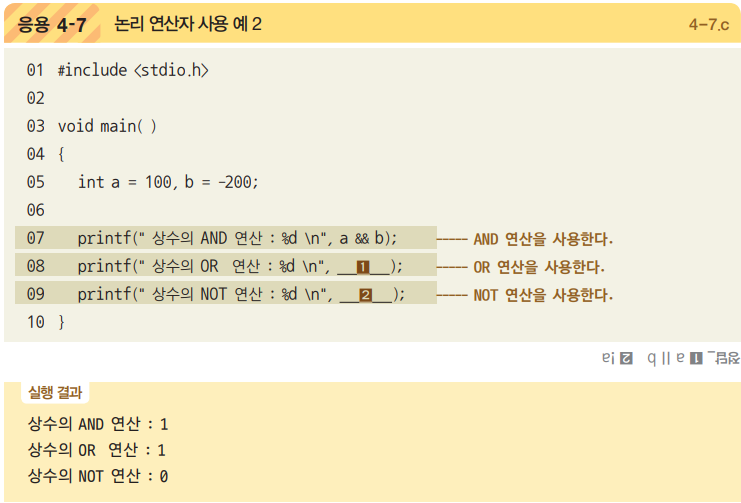 응용 4-7 논리 연산자 사용 예 2 4-7.c
01 #include <stdio.h>
02
03 void main( )
04 {
05 int a = 100, b = -200;
06
07 printf(" 상수의 AND 연산 : %d \n", a && b); ----- AND 연산을 사용한다.
08 printf(" 상수의 OR 연산 : %d \n", __1__); ----- OR 연산을 사용한다.
09 printf(" 상수의 NOT 연산 : %d \n", __2__); ----- NOT 연산을 사용한다.
10 }
정답_ 1 a || b 2 !a
실행 결과
상수의 AND 연산 : 1
상수의 OR 연산 : 1
상수의 NOT 연산 : 0